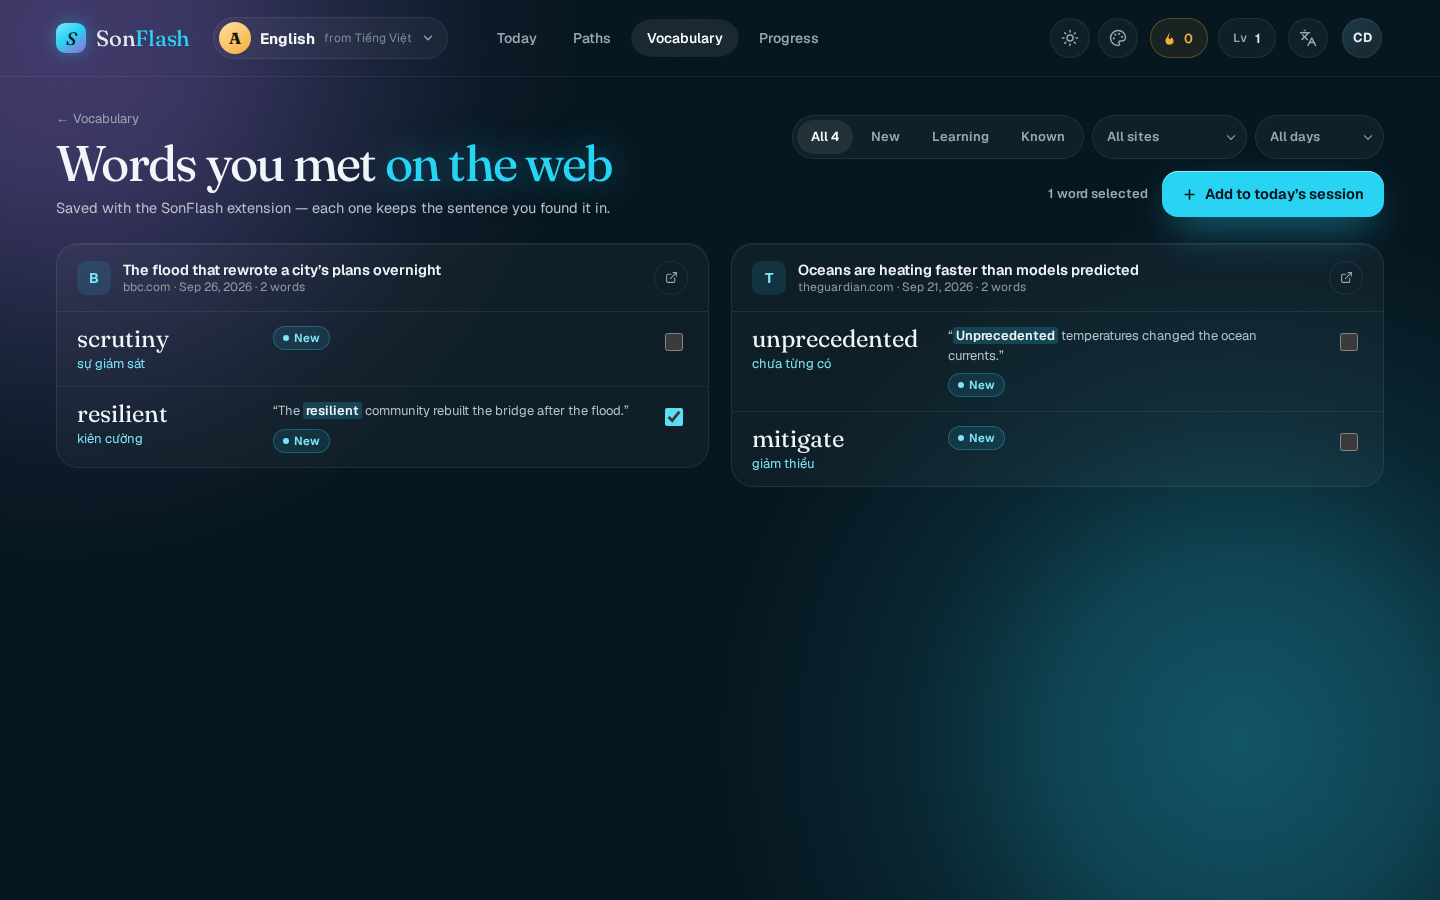 S SonFlash A English from Tiếng Việt Today Paths Vocabulary Progress 0 Lv 1 CD
← Vocabulary
All 4 New Learning Known All sites All days
Words you met on the web
1 word selected + Add to today's session
Saved with the SonFlash extension — each one keeps the sentence you found it in.
B The flood that rewrote a city's plans overnight
bbc.com · Sep 26, 2026 · 2 words
scrutiny New
sự giám sát
resilient “The resilient community rebuilt the bridge after the flood.”
kiên cường New
T Oceans are heating faster than models predicted
theguardian.com · Sep 21, 2026 · 2 words
unprecedented “Unprecedented temperatures changed the ocean
chưa từng có currents.”
New
mitigate New
giảm thiểu